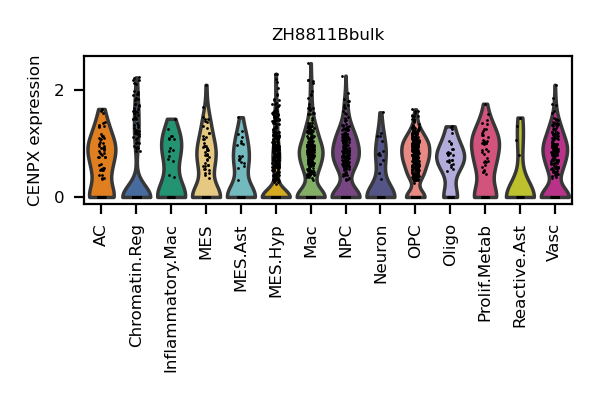 ZH8811Bbulk
CENPX expression
2
0
AC
Chromatin.Reg
Inflammatory.Mac
MES
MES.Ast
MES.Hyp
Mac
NPC
Neuron
OPC
Oligo
Prolif.Metab
Reactive.Ast
Vasc